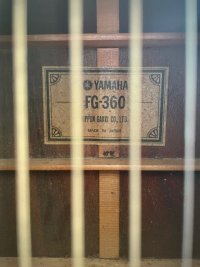 YAMAHA
FG-360
NIPPON GAKKI CO., LTD.
MADE IN JAPAN